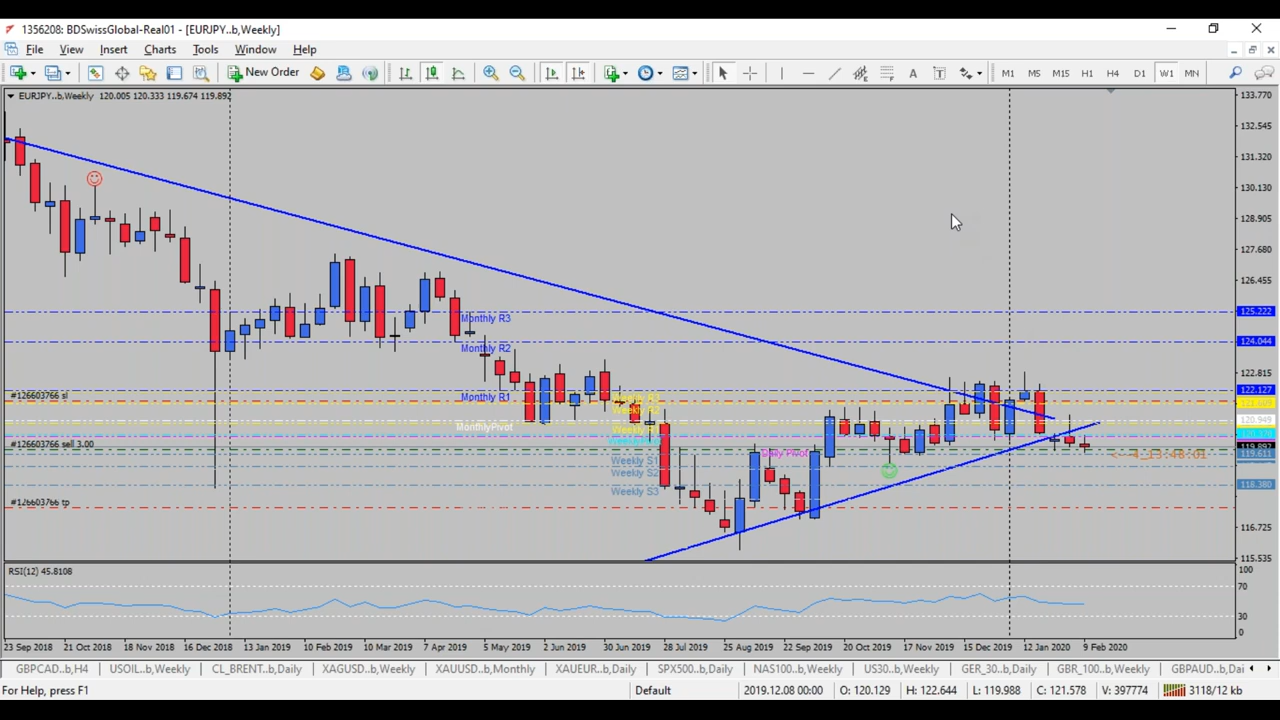 1356208: BDSwissGlobal-Real01 - [EURJPY..b,Weekly]
File View Insert Charts Tools Window Help
New Order M1 M5 M15 H1 H4 D1 W1 MN
EURJPY..b,Weekly 120.005 120.333 119.674 119.892
133.770
132.545
131.320
130.130
128.905
127.680
126.455
125.222
Monthly R3
124.044
Monthly R2
122.815
122.127
#126603766 sl
Monthly R1
120.949
MonthlyPivot
#126603766 sell 3.00
119.892
Daily Pivot
119.611
Weekly S1
Weekly S2
118.380
Weekly S3
#126603766 tp
116.725
115.535
RSI(12) 45.8108
100
70
30
0
23 Sep 2018 21 Oct 2018 18 Nov 2018 16 Dec 2018 13 Jan 2019 10 Feb 2019 10 Mar 2019 7 Apr 2019 5 May 2019 2 Jun 2019 30 Jun 2019 28 Jul 2019 25 Aug 2019 22 Sep 2019 20 Oct 2019 17 Nov 2019 15 Dec 2019 12 Jan 2020 9 Feb 2020
GBPCAD..b,H4 USOIL..b,Weekly CL_BRENT..b,Daily XAGUSD..b,Weekly XAUUSD..b,Monthly XAUEUR..b,Daily SPX500..b,Daily NAS100..b,Weekly US30..b,Weekly GER_30..b,Daily GBR_100..b,Weekly GBPAUD..b,Dai
For Help, press F1 Default 2019.12.08 00:00 O: 120.129 H: 122.644 L: 119.988 C: 121.578 V: 397774 3118/12 kb